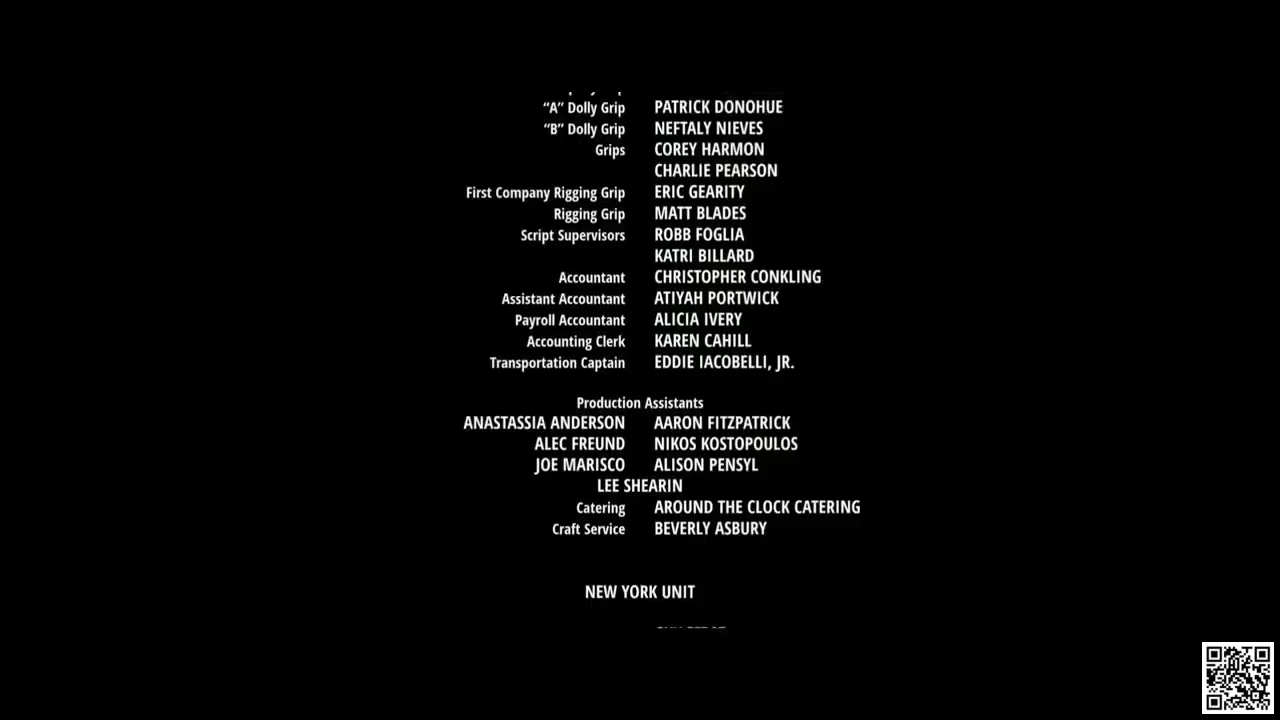 “A” Dolly Grip PATRICK DONOHUE
“B” Dolly Grip NEFTALY NIEVES
Grips COREY HARMON
CHARLIE PEARSON
First Company Rigging Grip ERIC GEARITY
Rigging Grip MATT BLADES
Script Supervisors ROBB FOGLIA
KATRI BILLARD
Accountant CHRISTOPHER CONKLING
Assistant Accountant ATIYAH PORTWICK
Payroll Accountant ALICIA IVERY
Accounting Clerk KAREN CAHILL
Transportation Captain EDDIE IACOBELLI, JR.
Production Assistants
ANASTASSIA ANDERSON AARON FITZPATRICK
ALEC FREUND NIKOS KOSTOPOULOS
JOE MARISCO ALISON PENSYL
LEE SHEARIN
Catering AROUND THE CLOCK CATERING
Craft Service BEVERLY ASBURY
NEW YORK UNIT